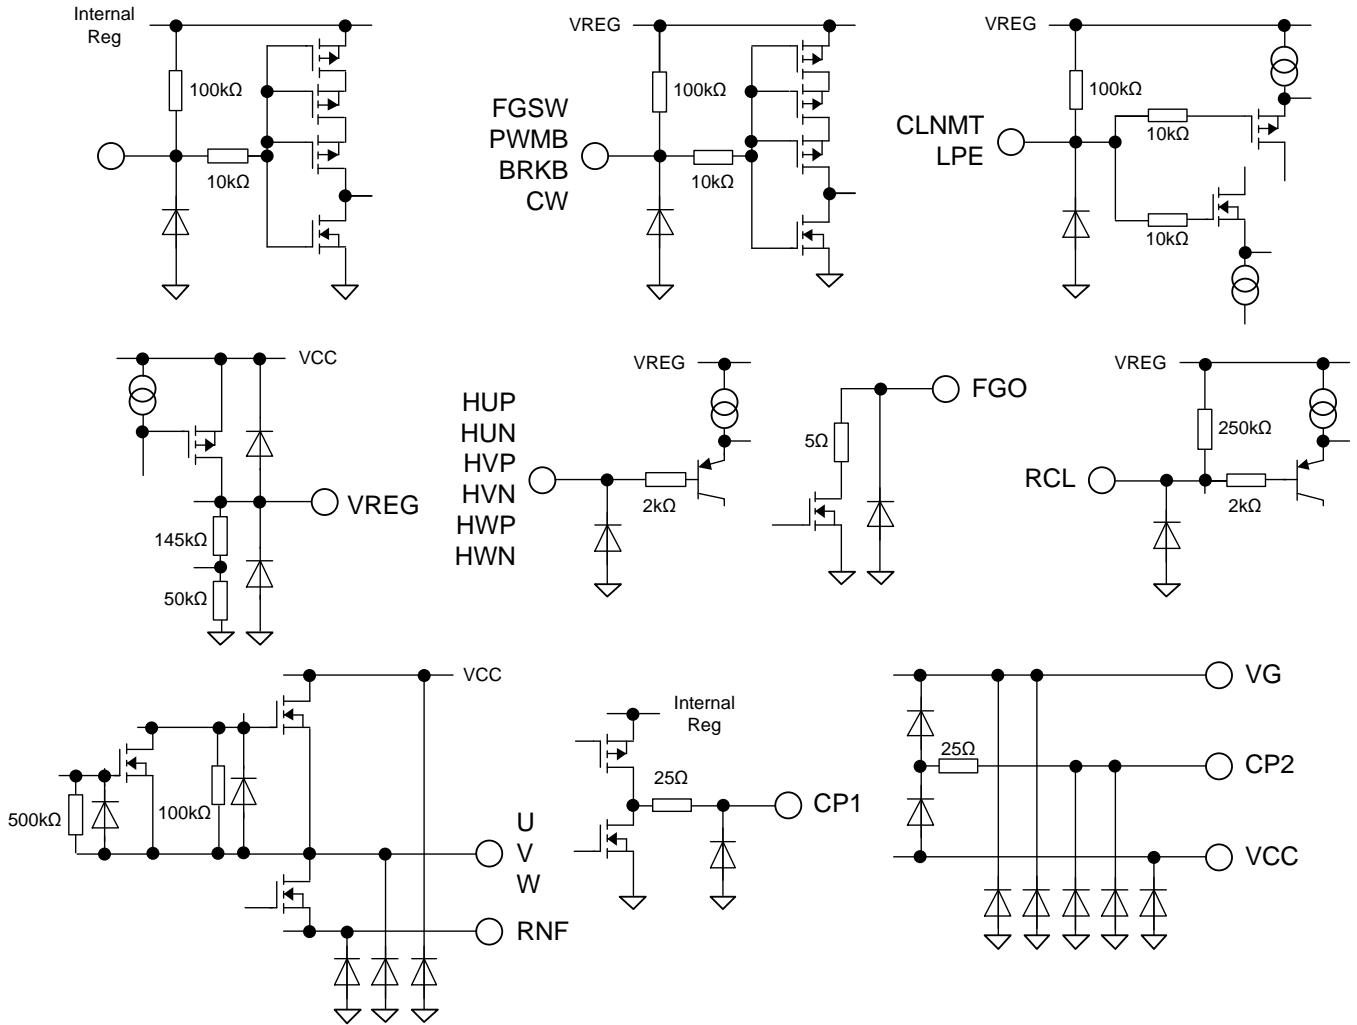 Internal
Reg
100kΩ
10kΩ
VREG
100kΩ
10kΩ
FGSW
PWMB
BRKB
CW
VREG
100kΩ
10kΩ
10kΩ
CLNMT
LPE
VCC
VREG
145kΩ
50kΩ
VREG
HUP
HUN
HVP
HVN
HWP
HWN
2kΩ
FGO
5Ω
VREG
250kΩ
RCL
2kΩ
VCC
500kΩ
100kΩ
U
V
W
RNF
Internal
Reg
25Ω
CP1
VG
25Ω
CP2
VCC